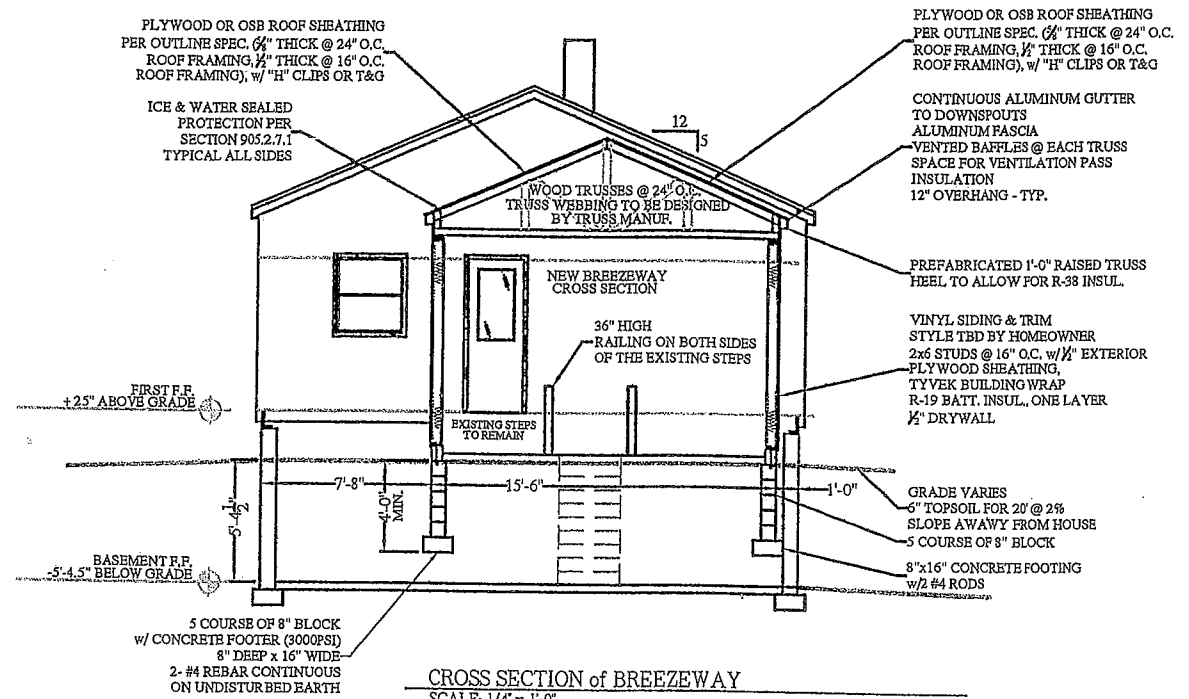 PLYWOOD OR OSB ROOF SHEATHING
PER OUTLINE SPEC. (⅝" THICK @ 24" O.C.
ROOF FRAMING, ½" THICK @ 16" O.C.
ROOF FRAMING), w/ "H" CLIPS OR T&G
ICE & WATER SEALED
PROTECTION PER
SECTION 905.2.7.1
TYPICAL ALL SIDES
12
5
PLYWOOD OR OSB ROOF SHEATHING
PER OUTLINE SPEC. (⅝" THICK @ 24" O.C.
ROOF FRAMING, ½" THICK @ 16" O.C.
ROOF FRAMING), w/ "H" CLIPS OR T&G
CONTINUOUS ALUMINUM GUTTER
TO DOWNSPOUTS
ALUMINUM FASCIA
VENTED BAFFLES @ EACH TRUSS
SPACE FOR VENTILATION PASS
INSULATION
12" OVERHANG - TYP.
WOOD TRUSSES @ 24" O.C.
TRUSS WEBBING TO BE DESIGNED
BY TRUSS MANUF.
PREFABRICATED 1'-0" RAISED TRUSS
HEEL TO ALLOW FOR R-38 INSUL.
NEW BREEZEWAY
CROSS SECTION
36" HIGH
RAILING ON BOTH SIDES
OF THE EXISTING STEPS
VINYL SIDING & TRIM
STYLE TBD BY HOMEOWNER
2x6 STUDS @ 16" O.C. w/½" EXTERIOR
PLYWOOD SHEATHING,
TYVEK BUILDING WRAP
R-19 BATT. INSUL., ONE LAYER
½" DRYWALL
FIRST F.F.
+25" ABOVE GRADE
EXISTING STEPS
TO REMAIN
7'-8"
15'-6"
1'-0"
4'-0"
MIN.
5'-4½"
GRADE VARIES
6" TOPSOIL FOR 20' @ 2%
SLOPE AWAWY FROM HOUSE
5 COURSE OF 8" BLOCK
8"x16" CONCRETE FOOTING
w/2 #4 RODS
BASEMENT F.F.
-5'-4.5" BELOW GRADE
5 COURSE OF 8" BLOCK
w/ CONCRETE FOOTER (3000PSI)
8" DEEP x 16" WIDE
2- #4 REBAR CONTINUOUS
ON UNDISTURBED EARTH
CROSS SECTION of BREEZEWAY
SCALE: 1/4" = 1'-0"